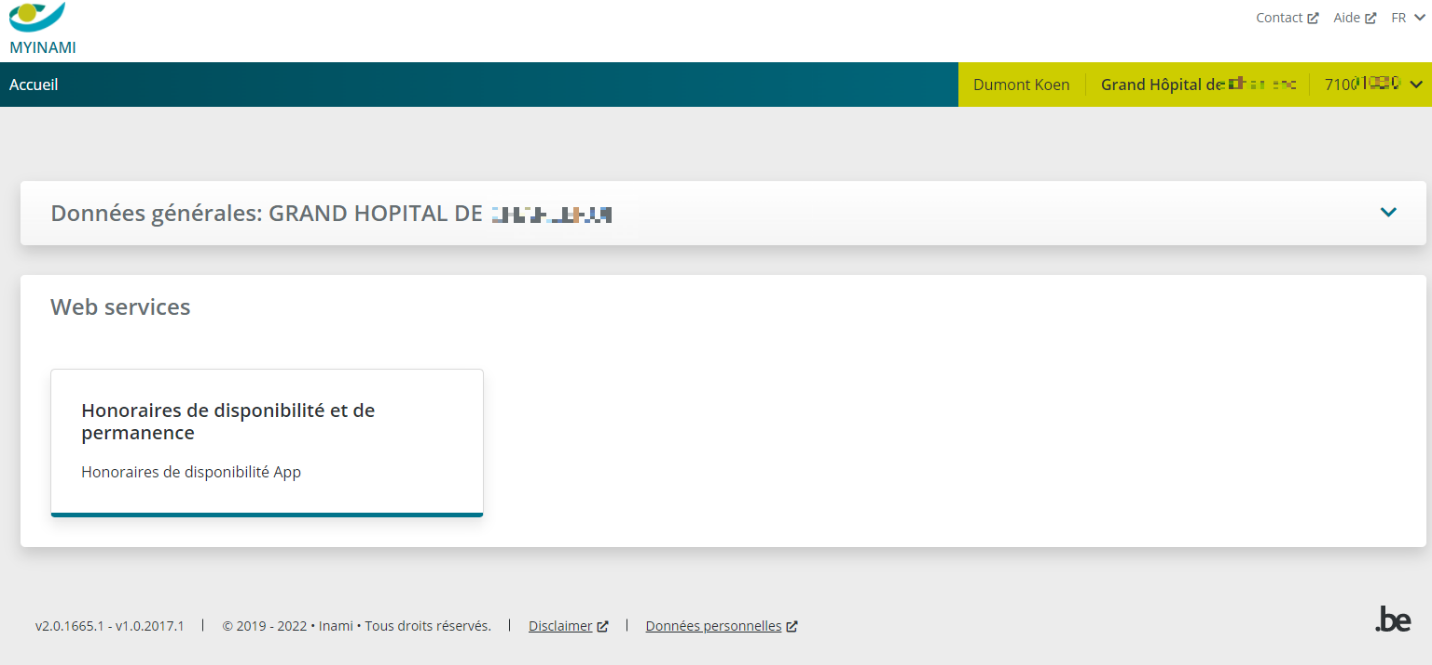 Contact Aide FR
MYINAMI
Accueil Dumont Koen Grand Hôpital de
Données générales: GRAND HOPITAL DE
Web services
Honoraires de disponibilité et de
permanence
Honoraires de disponibilité App
v2.0.1665.1 - v1.0.2017.1 | © 2019 - 2022 • Inami • Tous droits réservés. | Disclaimer | Données personnelles
.be